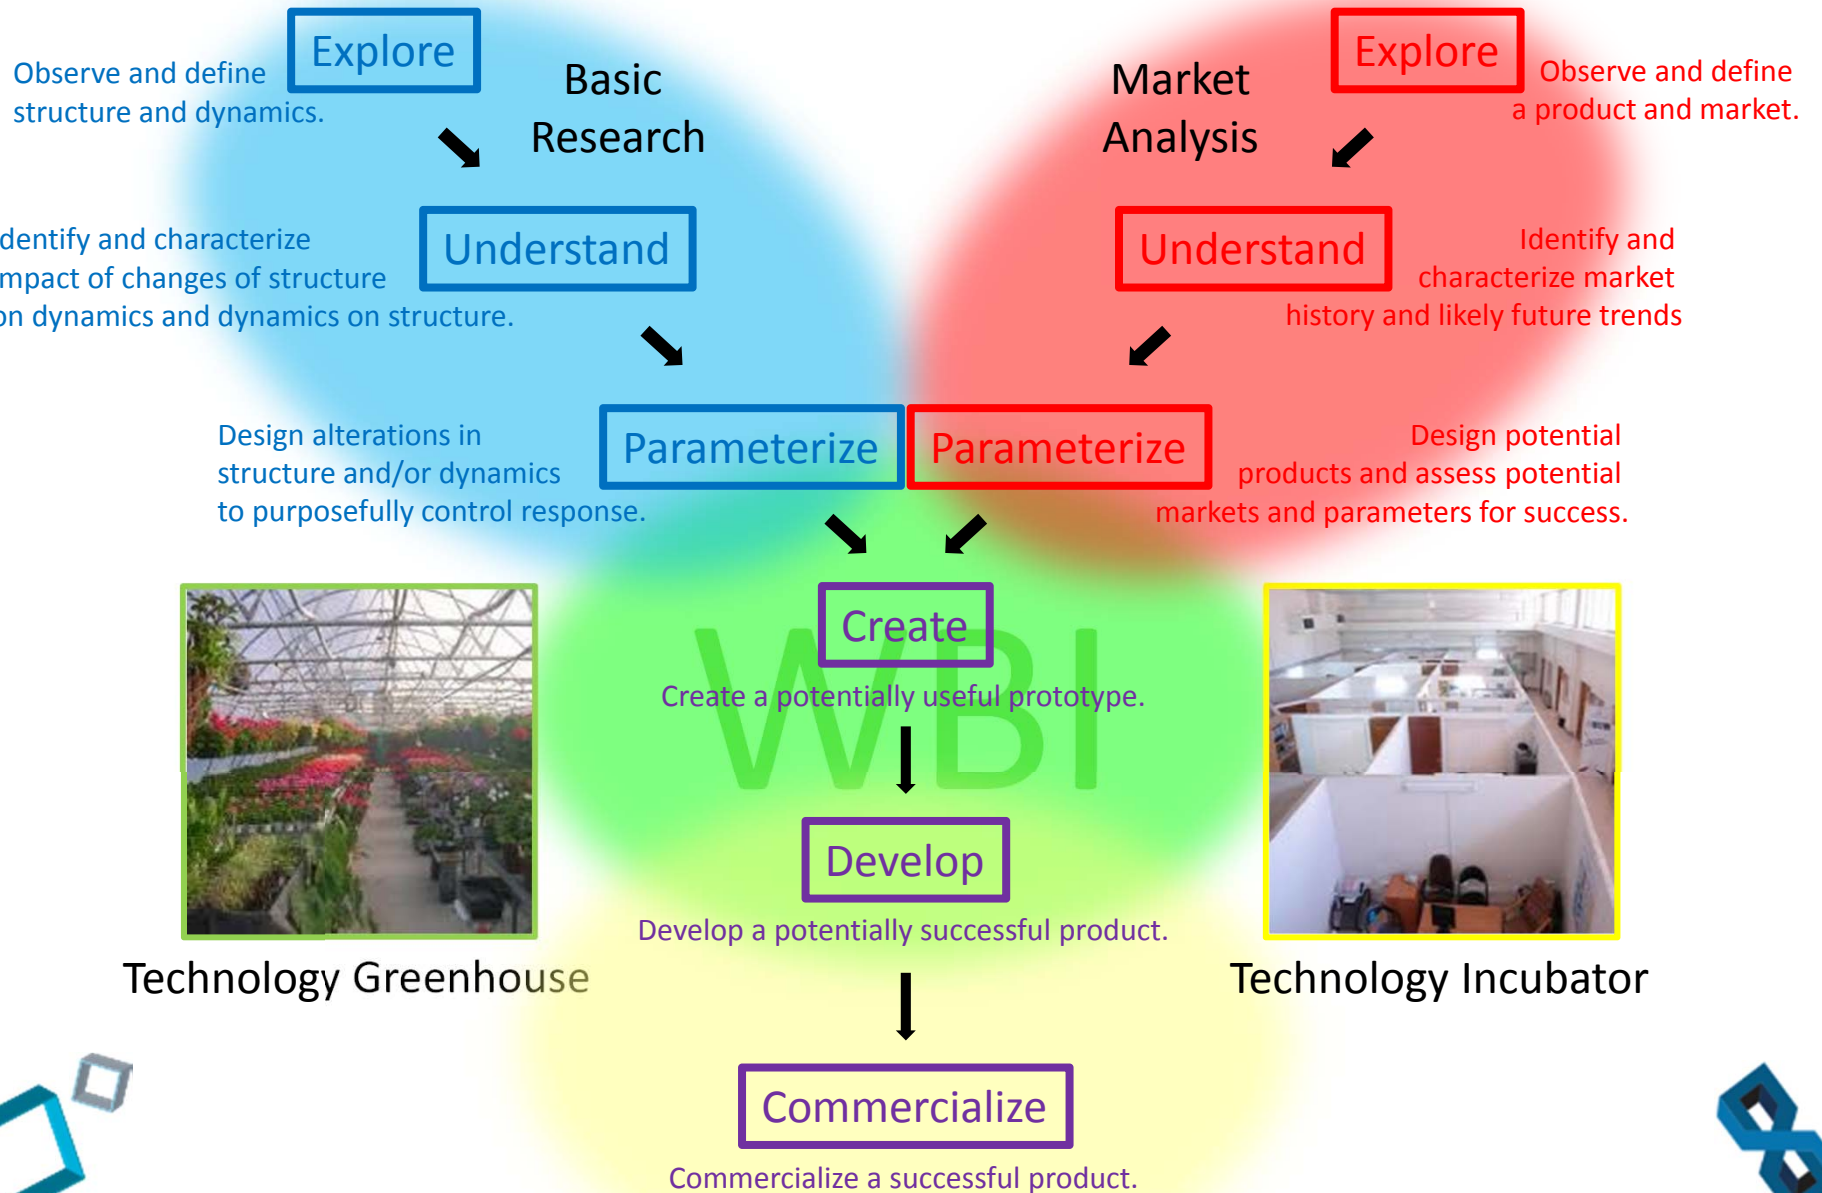 Explore
Observe and define
structure and dynamics.
Basic
Research
Market
Analysis
Explore
Observe and define
a product and market.
dentify and characterize
mpact of changes of structure
on dynamics and dynamics on structure.
Understand
Understand
Identify and
characterize market
history and likely future trends
Design alterations in
structure and/or dynamics
to purposefully control response.
Parameterize
Parameterize
Design potential
products and assess potential
markets and parameters for success.
Create
WBI
Create a potentially useful prototype.
Develop
Develop a potentially successful product.
Technology Greenhouse
Technology Incubator
Commercialize
Commercialize a successful product.